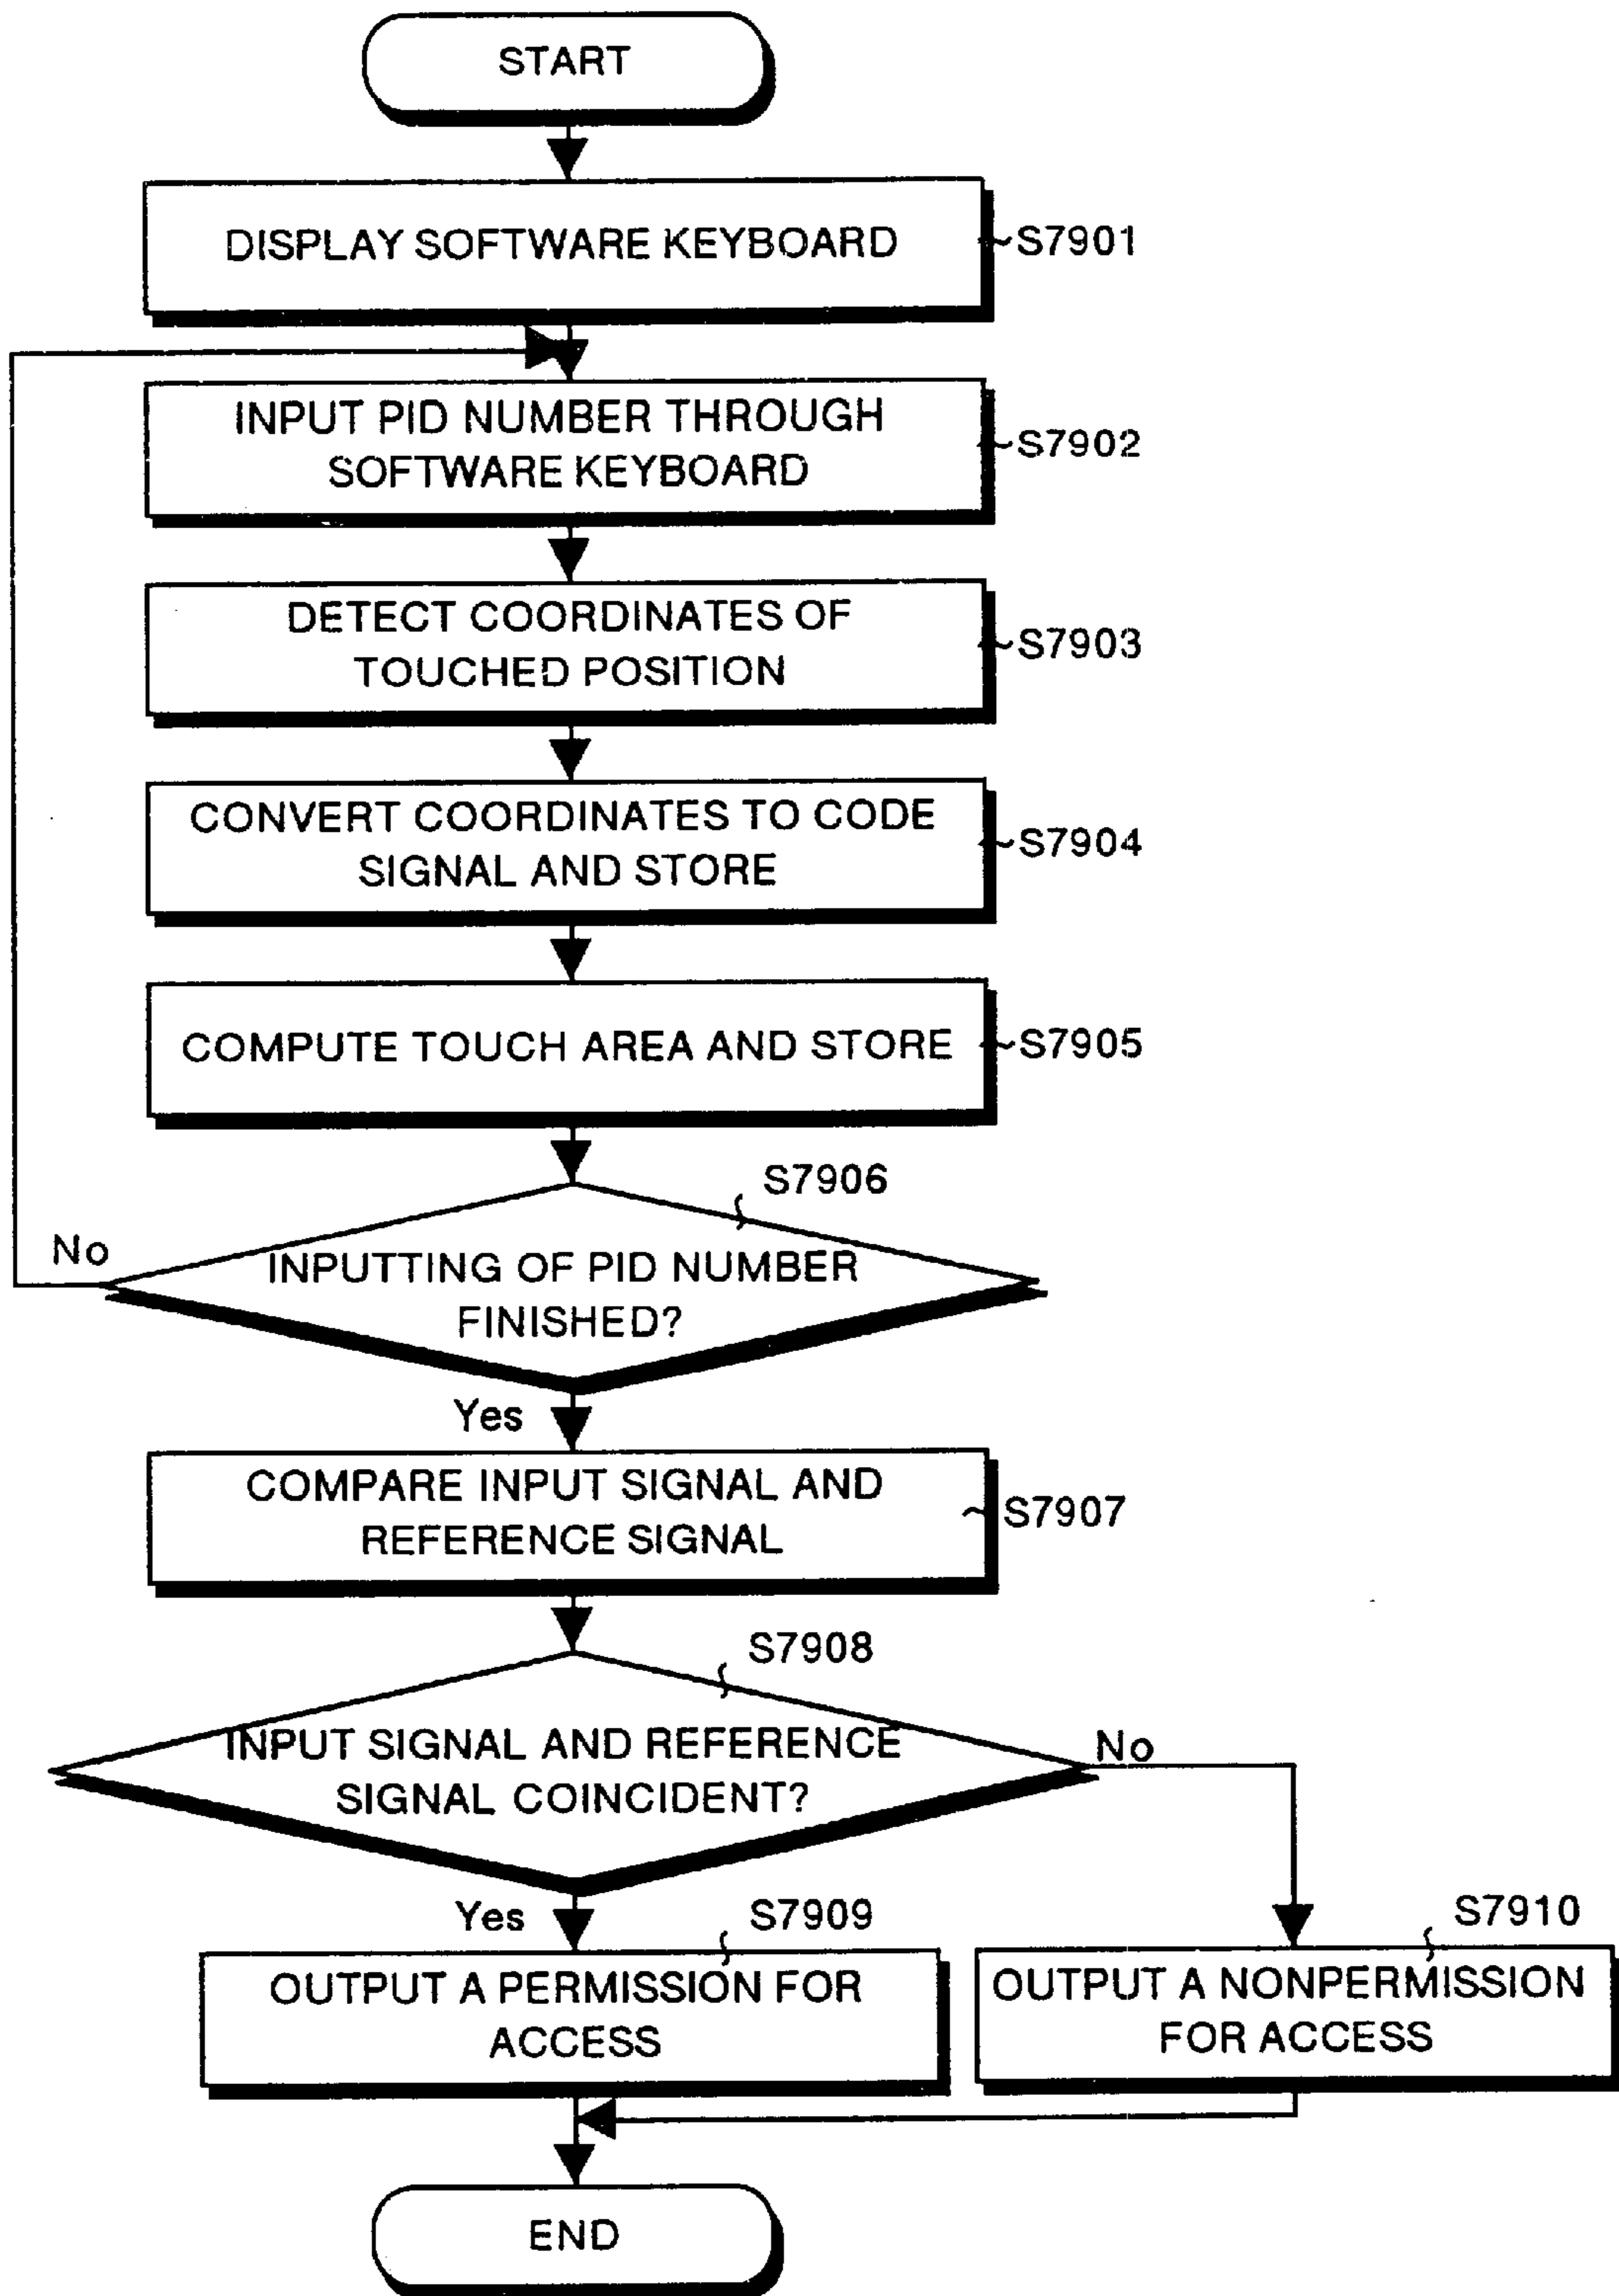 START
DISPLAY SOFTWARE KEYBOARD
S7901
INPUT PID NUMBER THROUGH
SOFTWARE KEYBOARD
S7902
DETECT COORDINATES OF
TOUCHED POSITION
S7903
CONVERT COORDINATES TO CODE
SIGNAL AND STORE
S7904
COMPUTE TOUCH AREA AND STORE
S7905
S7906
No
INPUTTING OF PID NUMBER
FINISHED?
Yes
COMPARE INPUT SIGNAL AND
REFERENCE SIGNAL
S7907
S7908
INPUT SIGNAL AND REFERENCE
SIGNAL COINCIDENT?
No
Yes
S7909
OUTPUT A PERMISSION FOR
ACCESS
S7910
OUTPUT A NONPERMISSION
FOR ACCESS
END